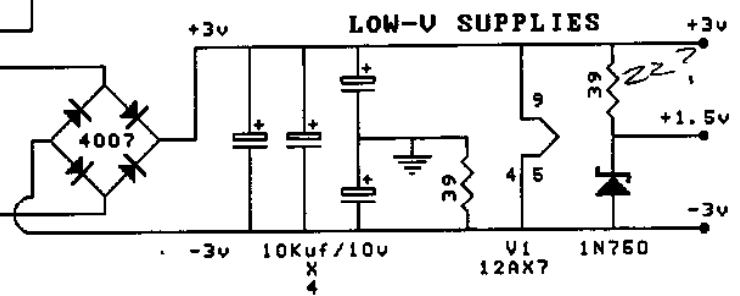 LOW-V SUPPLIES
+3v
+3v
+
39
22?
9
+1.5v
4007
+
+
39
+
4 5
-3v
-3v
10Kuf/10v
X
4
V1
12AX7
1N750